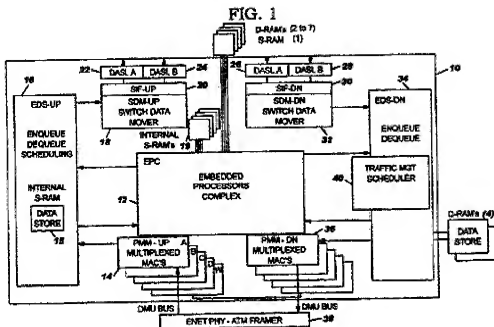 FIG. 1
D-RAM's (2 to 7)
S-RAM
(1)
22
DASL A
DASL B
24
26
DASL A
DASL B
28
10
16
SIF-UP
20
SIF-DN
30
34
EDS-UP
SDM-UP
SWITCH DATA
MOVER
SDM-DN
SWITCH DATA
MOVER
EDS-DN
ENQUEUE
DEQUEUE
SCHEDULING
18
INTERNAL
S-RAM's
32
ENQUEUE
DEQUEUE
EPC
INTERNAL
S-RAM
12
EMBEDDED
PROCESSORS
COMPLEX
40
TRAFFIC MGT
SCHEDULER
DATA
STORE
D-RAM's (4)
DATA
STORE
36
PMM - UP
MULTIPLEXED
MAC'S
A
B
C
D
14
PMM - DN
MULTIPLEXED
MAC'S
DMU BUS
DMU BUS
ENET PHY - ATM FRAMER
38